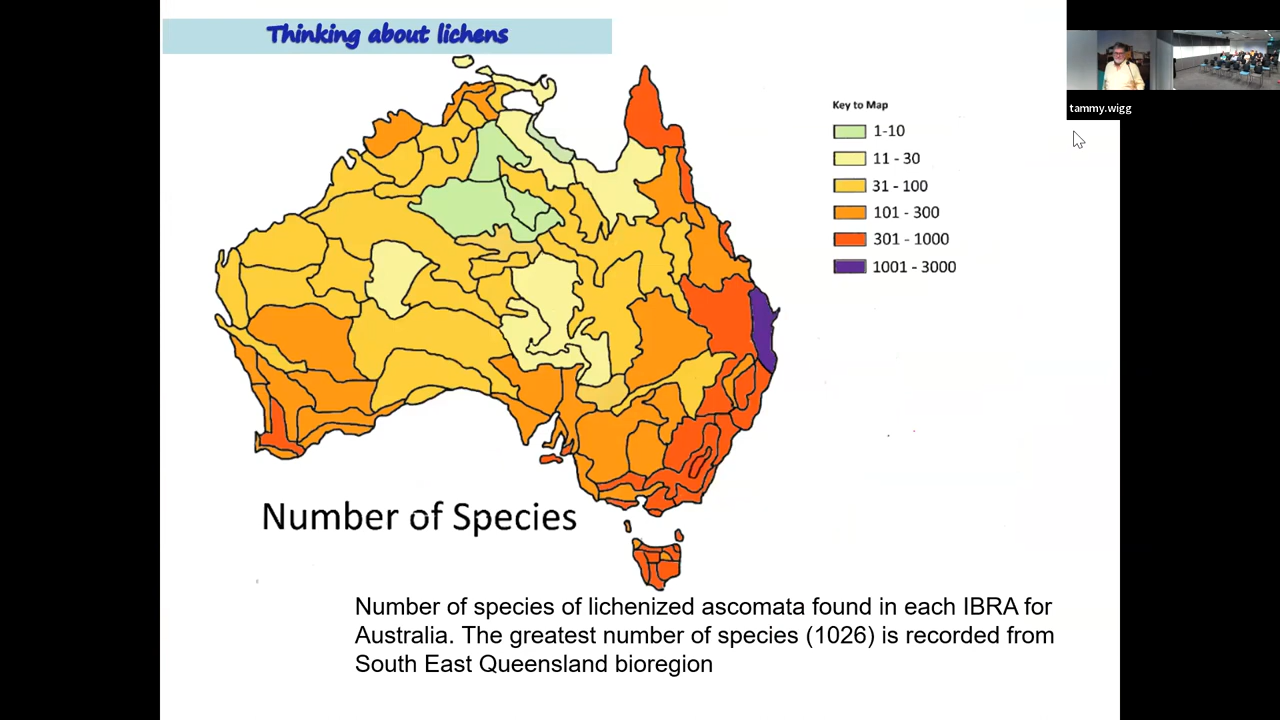 Thinking about lichens
tammy.wigg
Key to Map
1-10
11 - 30
31 - 100
101 - 300
301 - 1000
1001 - 3000
Number of Species
Number of species of lichenized ascomata found in each IBRA for
Australia. The greatest number of species (1026) is recorded from
South East Queensland bioregion